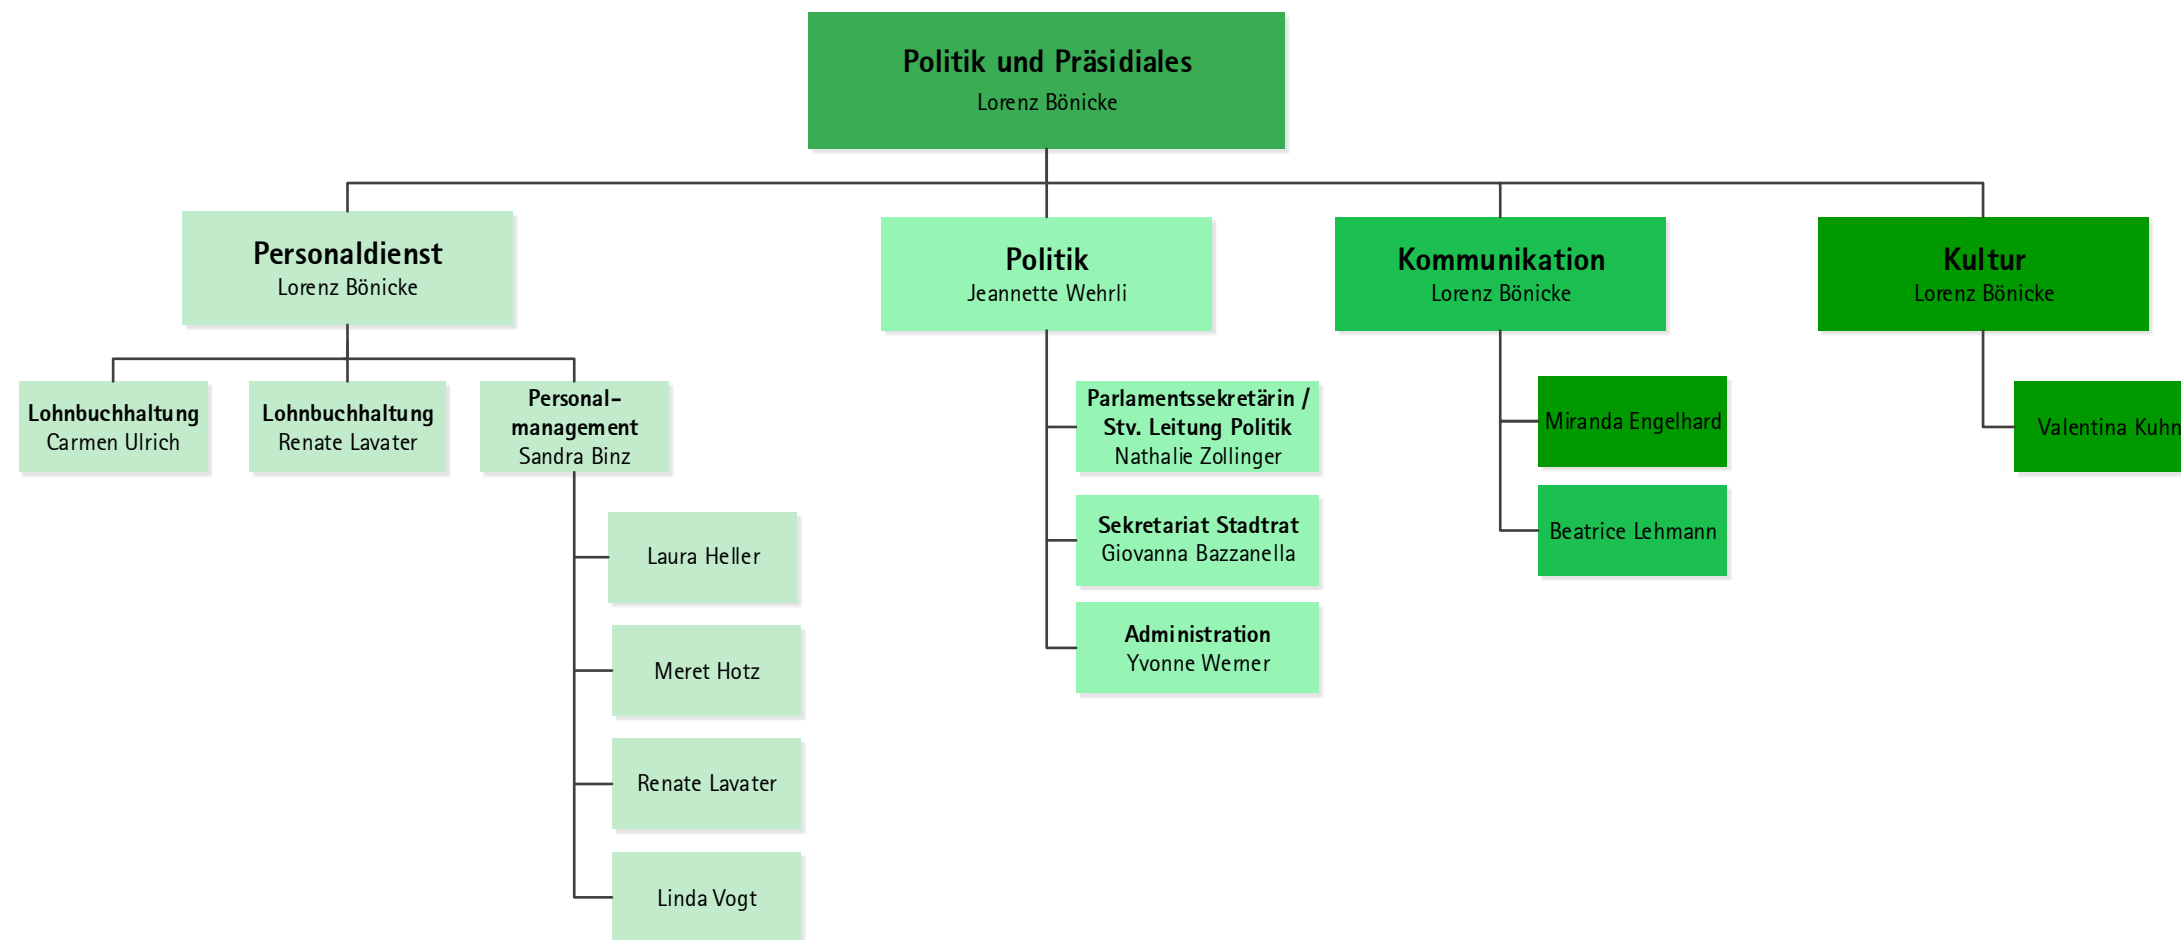 Politik und Präsidiales
Lorenz Bönicke
Personaldienst
Lorenz Bönicke
Politik
Jeannette Wehrli
Kommunikation
Lorenz Bönicke
Kultur
Lorenz Bönicke
Lohnbuchhaltung
Carmen Ulrich
Lohnbuchhaltung
Renate Lavater
Personal-
management
Sandra Binz
Laura Heller
Meret Hotz
Renate Lavater
Linda Vogt
Parlamentssekretärin /
Stv. Leitung Politik
Nathalie Zollinger
Sekretariat Stadtrat
Giovanna Bazzanella
Administration
Yvonne Werner
Miranda Engelhard
Beatrice Lehmann
Valentina Kuhn